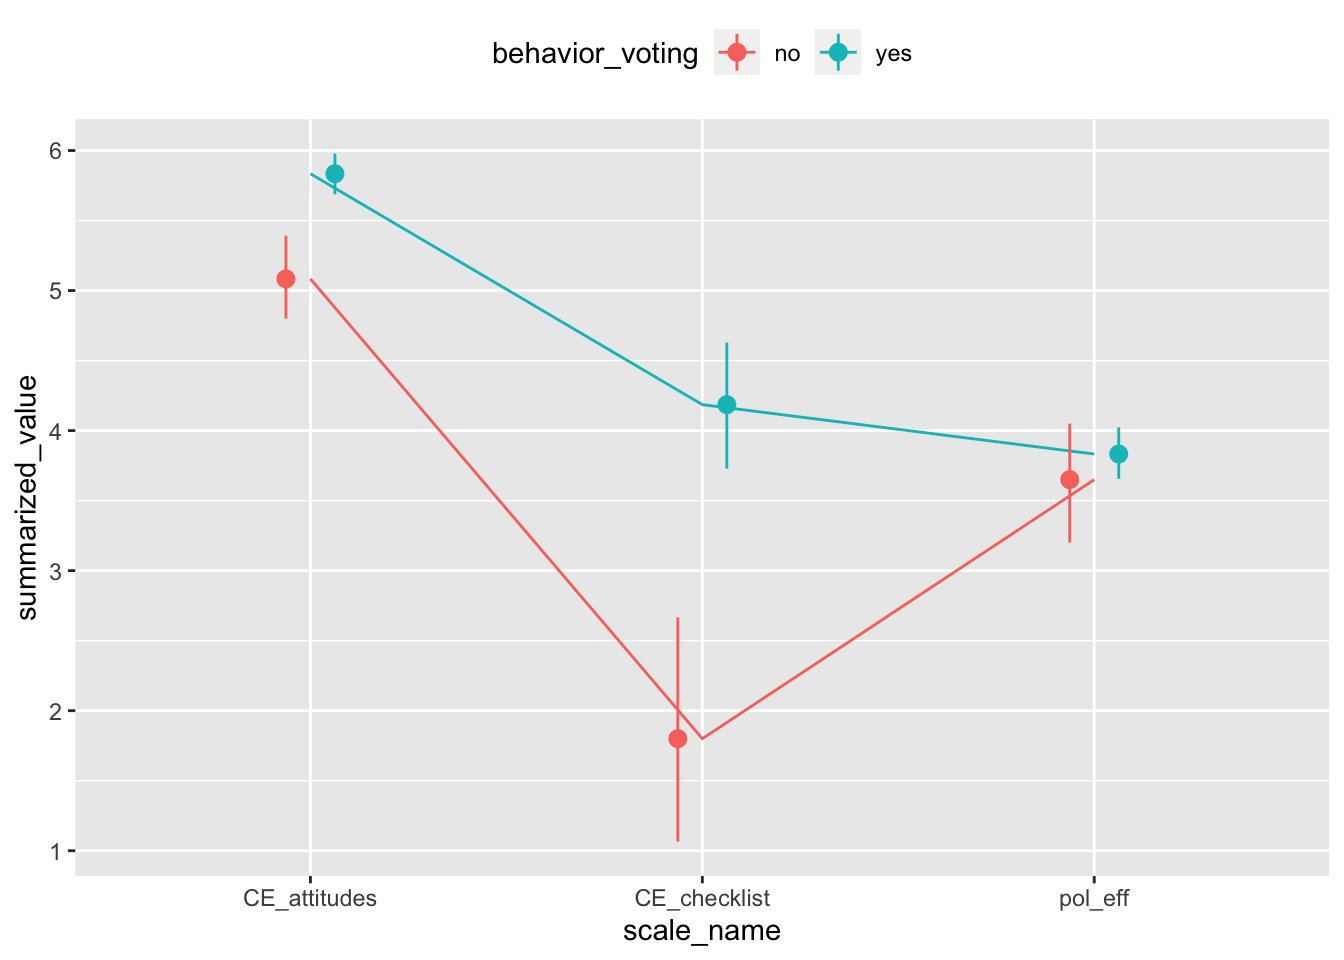 behavior_voting no yes
6
5
4
3
2
1
summarized_value
CE_attitudes CE_checklist pol_eff
scale_name